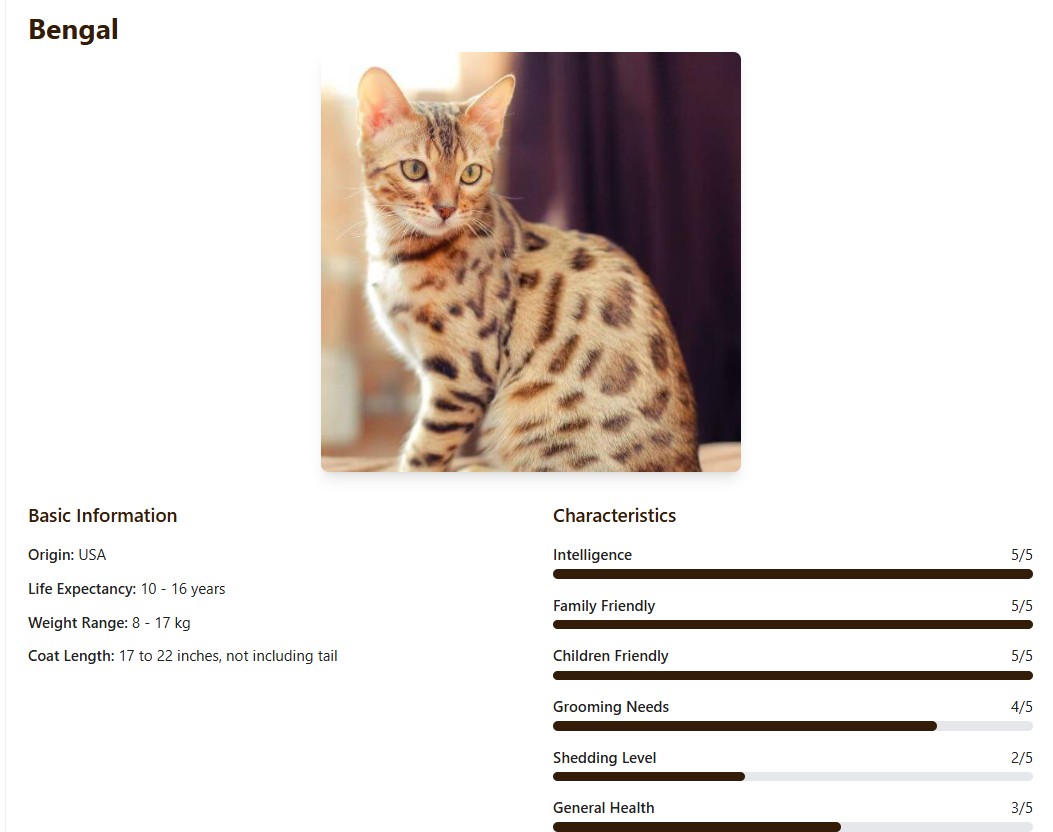 Bengal
Basic Information
Origin: USA
Life Expectancy: 10 - 16 years
Weight Range: 8 - 17 kg
Coat Length: 17 to 22 inches, not including tail
Characteristics
Intelligence 5/5
Family Friendly 5/5
Children Friendly 5/5
Grooming Needs 4/5
Shedding Level 2/5
General Health 3/5